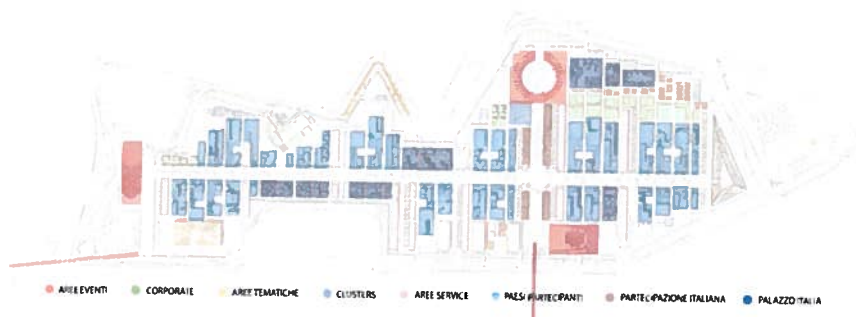 AREE EVENTI CORPORATE AREE TEMATICHE CLUSTERS AREE SERVICE PAESI PARTECIPANTI PARTECIPAZIONE ITALIANA PALAZZO ITALIA